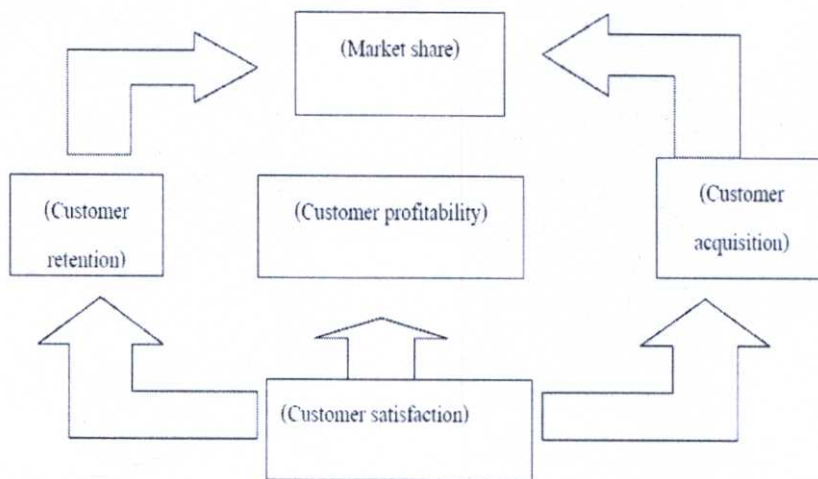 (Market share)
(Customer
retention)
(Customer profitability)
(Customer
acquisition)
(Customer satisfaction)